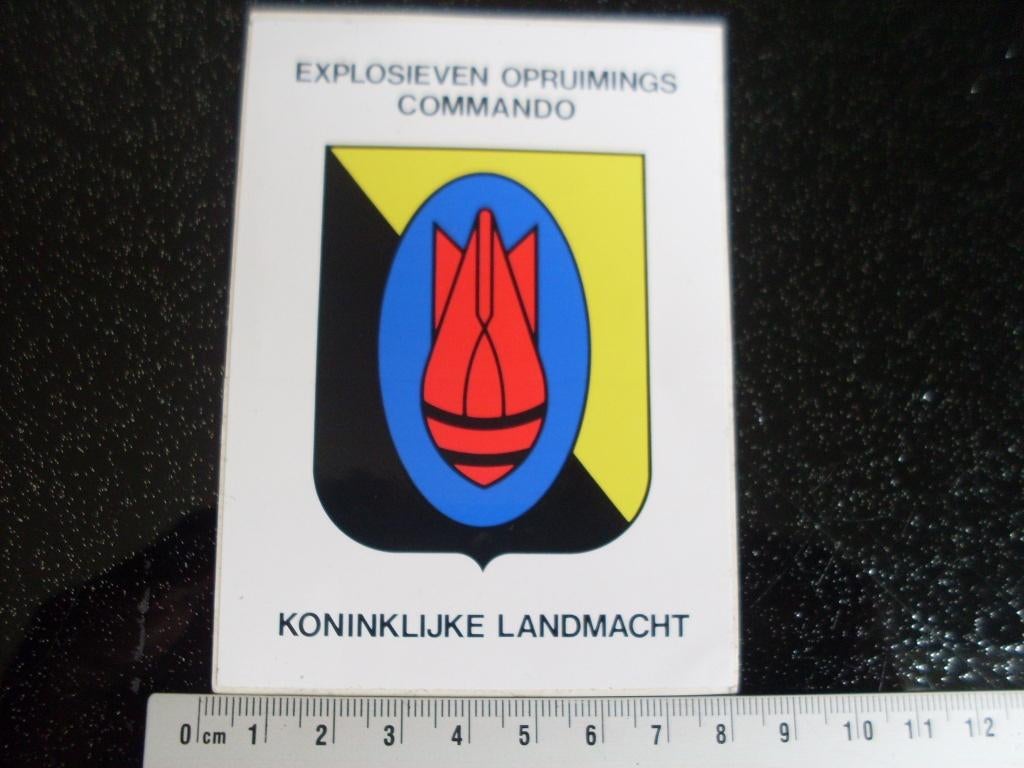 EXPLOSIEVEN OPRUIMINGS
COMMANDO
KONINKLIJKE LANDMACHT
0 cm 1 2 3 4 5 6 7 8 9 10 11 12